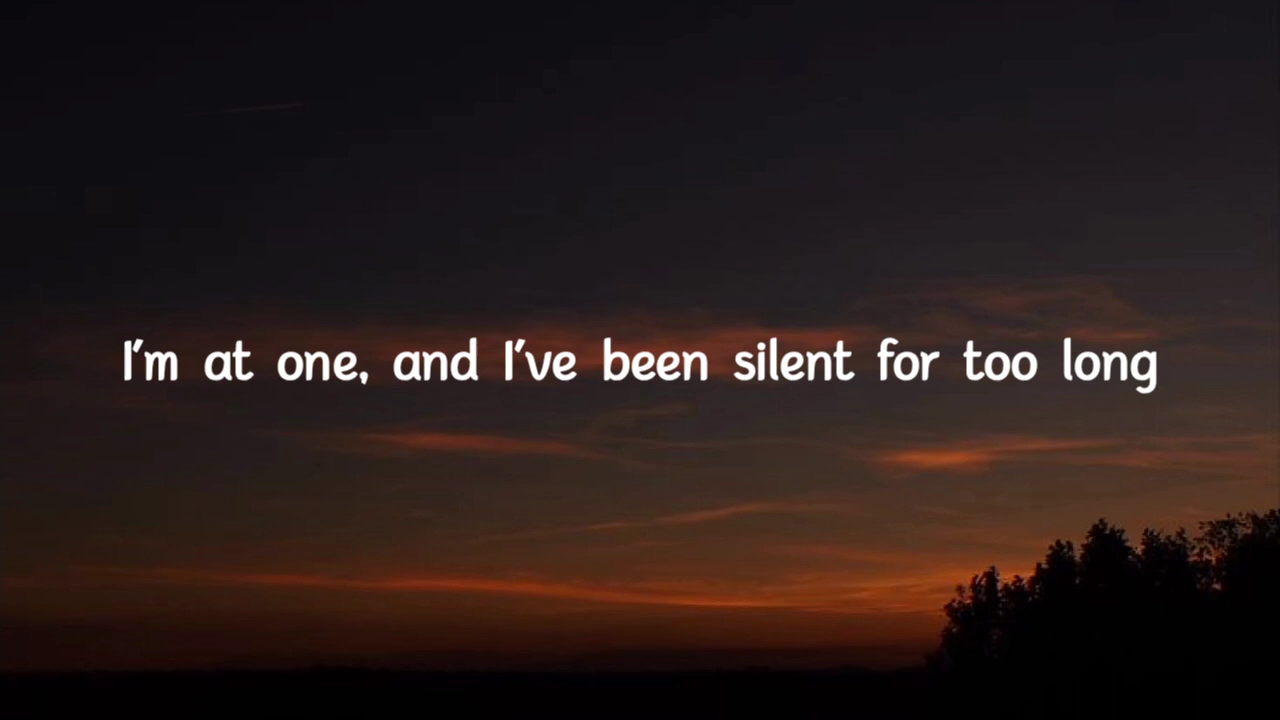 I'm at one, and I've been silent for too long